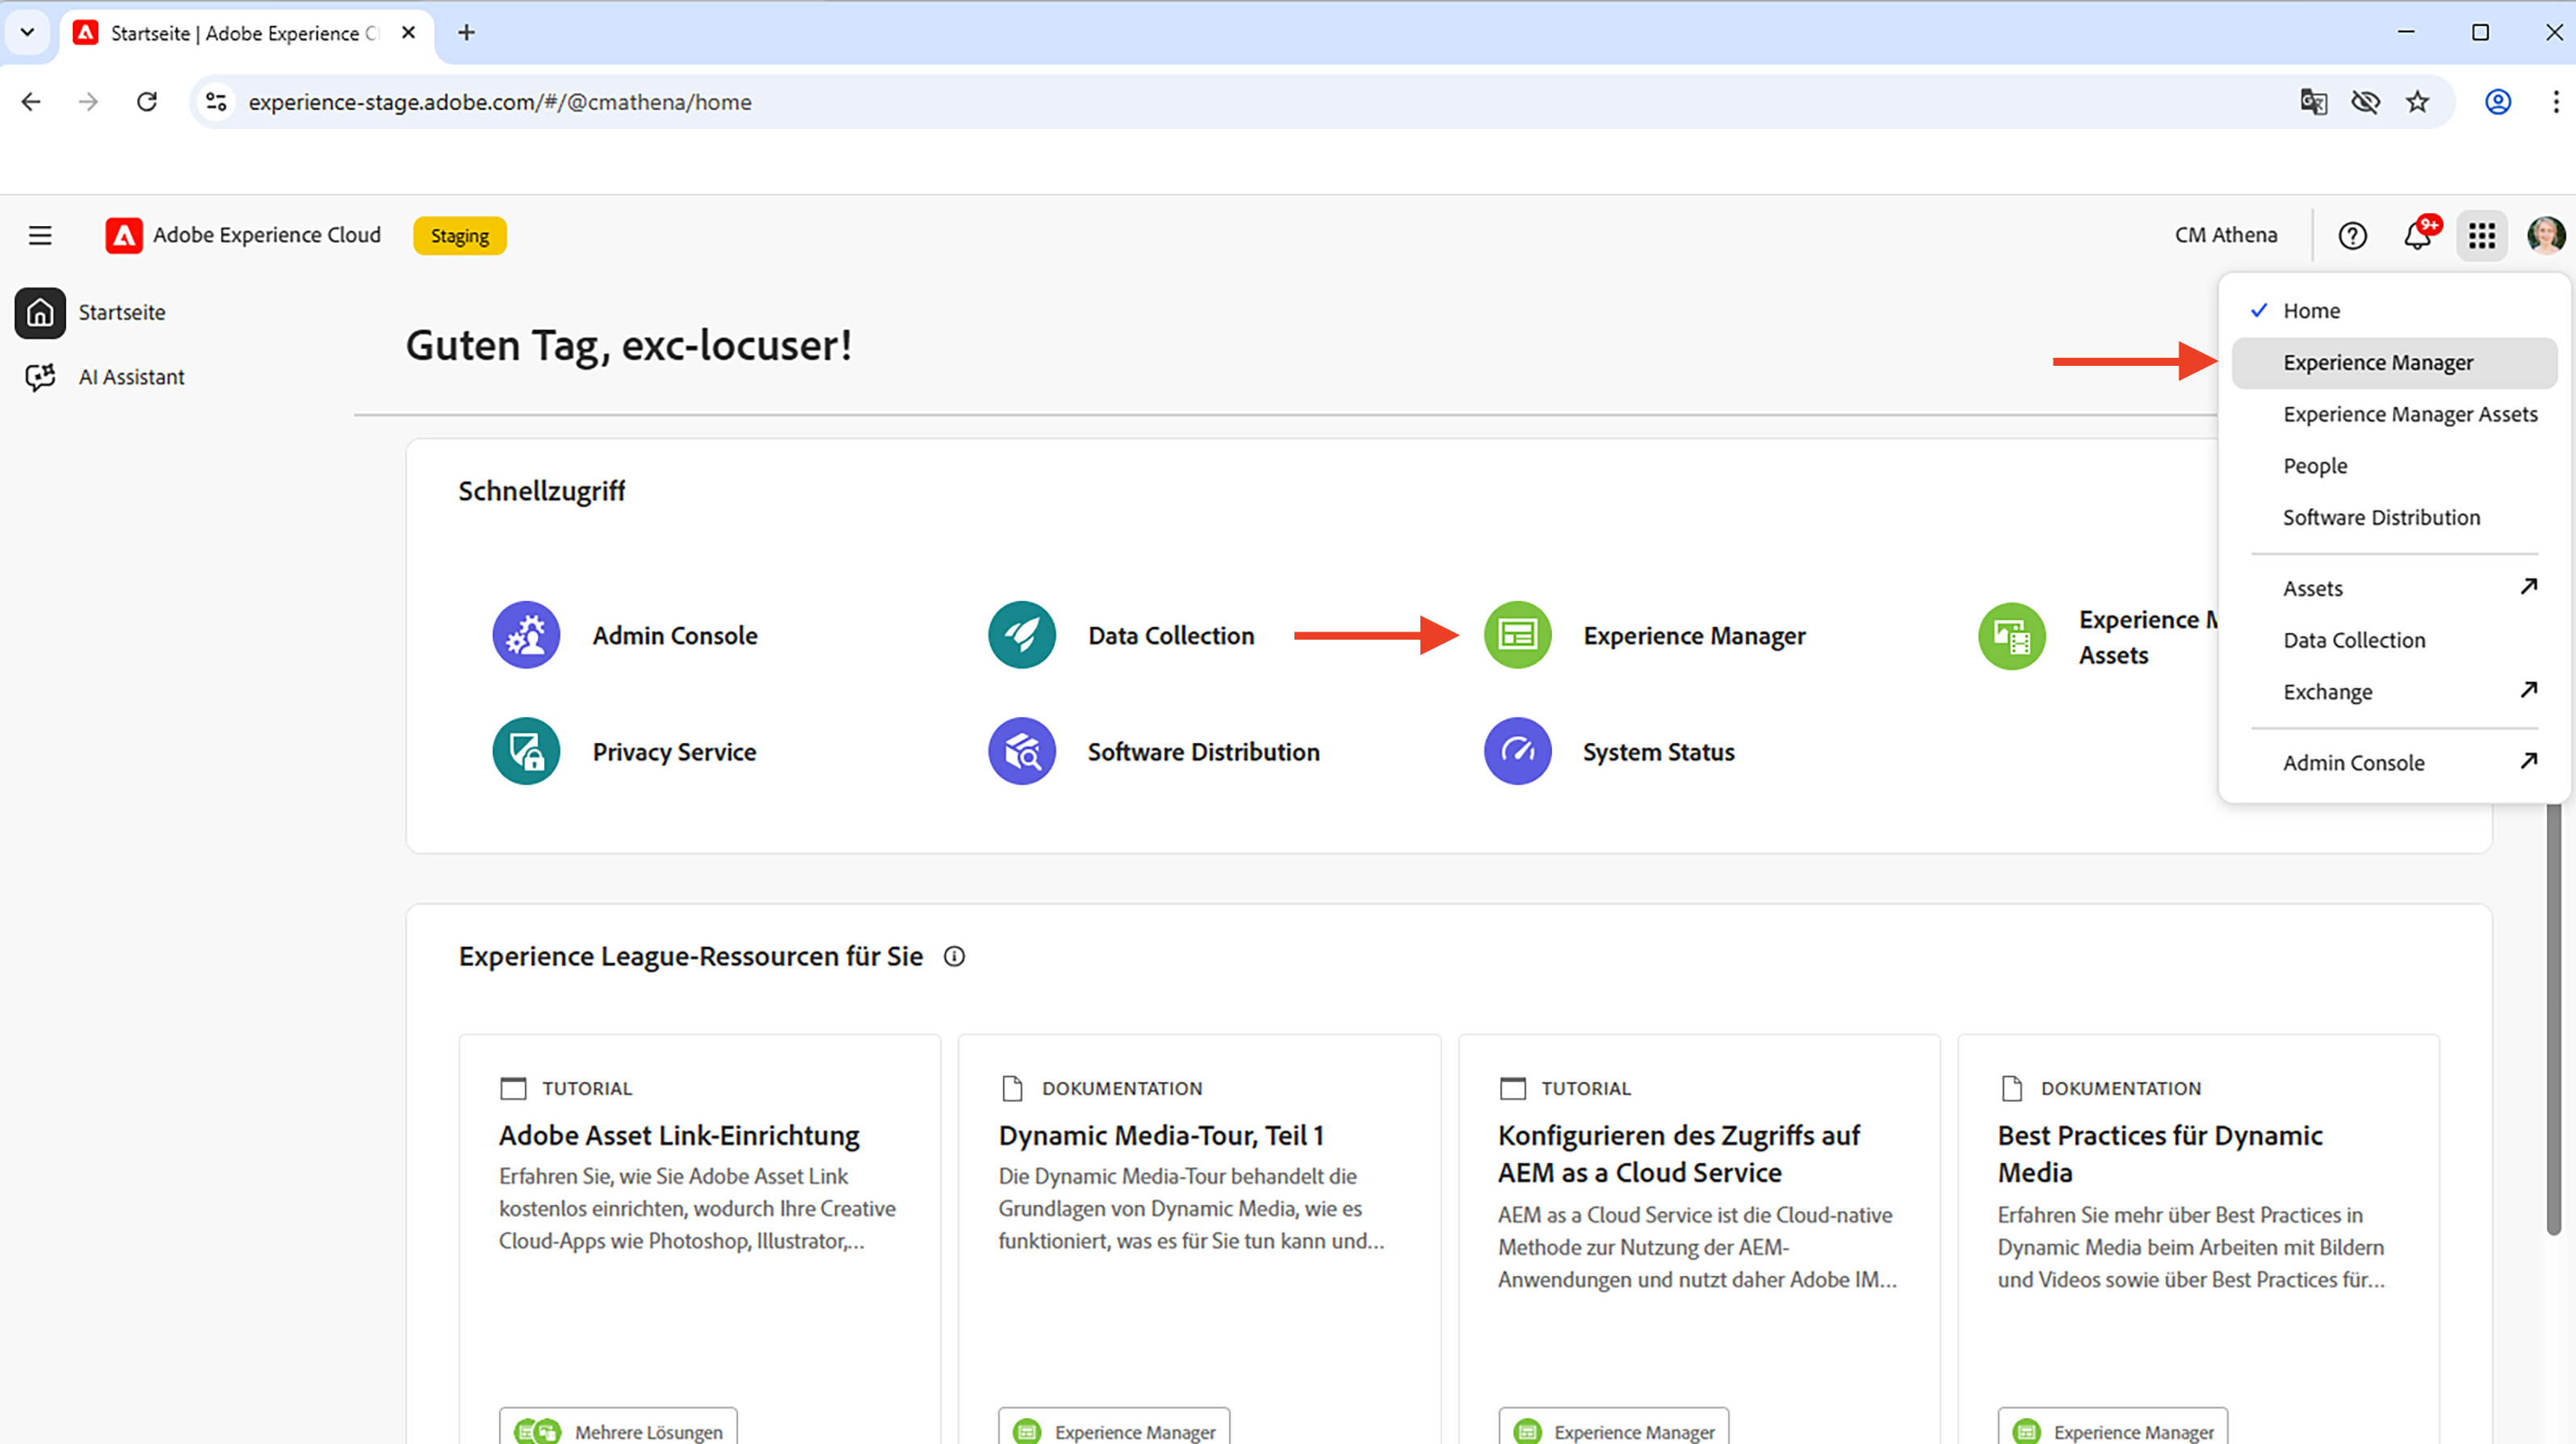 Startseite | Adobe Experience Cl
experience-stage.adobe.com/#/@cmathena/home
Adobe Experience Cloud
Staging
CM Athena
9+
Startseite
AI Assistant
Guten Tag, exc-locuser!
Home
Experience Manager
Experience Manager Assets
People
Software Distribution
Assets
Data Collection
Exchange
Admin Console
Schnellzugriff
Admin Console
Data Collection
Experience Manager
Experience M
Assets
Privacy Service
Software Distribution
System Status
Experience League-Ressourcen für Sie
TUTORIAL
Adobe Asset Link-Einrichtung
Erfahren Sie, wie Sie Adobe Asset Link
kostenlos einrichten, wodurch Ihre Creative
Cloud-Apps wie Photoshop, Illustrator,...
Mehrere Lösungen
DOKUMENTATION
Dynamic Media-Tour, Teil 1
Die Dynamic Media-Tour behandelt die
Grundlagen von Dynamic Media, wie es
funktioniert, was es für Sie tun kann und...
Experience Manager
TUTORIAL
Konfigurieren des Zugriffs auf
AEM as a Cloud Service
AEM as a Cloud Service ist die Cloud-native
Methode zur Nutzung der AEM-
Anwendungen und nutzt daher Adobe IM...
Experience Manager
DOKUMENTATION
Best Practices für Dynamic
Media
Erfahren Sie mehr über Best Practices in
Dynamic Media beim Arbeiten mit Bildern
und Videos sowie über Best Practices für...
Experience Manager